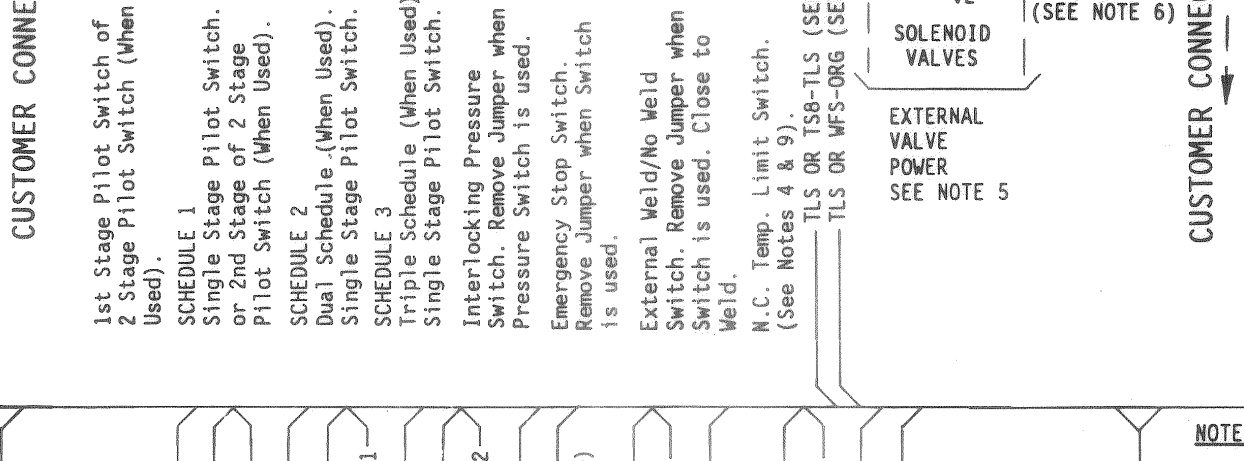 CUSTOMER CONNE
1st Stage Pilot Switch of
2 Stage Pilot Switch (When
Used).
SCHEDULE 1
Single Stage Pilot Switch.
or 2nd Stage of 2 Stage
Pilot Switch (When Used).
SCHEDULE 2
Dual Schedule (When Used).
Single Stage Pilot Switch.
SCHEDULE 3
Triple Schedule (When Used)
Single Stage Pilot Switch.
Interlocking Pressure
Switch. Remove Jumper when
Pressure Switch is used.
Emergency Stop Switch.
Remove Jumper when Switch
is used.
External Weld/No Weld
Switch. Remove Jumper when
Switch is used. Close to
Weld.
N.C. Temp. Limit Switch.
(See Notes 4 & 9).
TLS OR TS8-TLS (SE
TLS OR WFS-ORG (SE
(SEE NOTE 6)
SOLENOID
VALVES
EXTERNAL
VALVE
POWER
SEE NOTE 5
CUSTOMER CONNE
1
2
)
NOTE